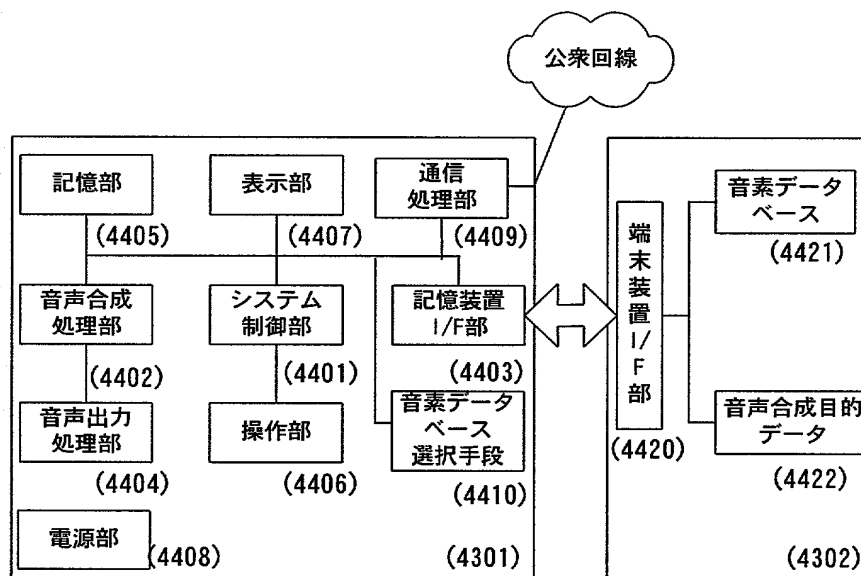 公衆回線
記憶部
(4405)
表示部
(4407)
通信
処理部
(4409)
音声合成
処理部
(4402)
システム
制御部
(4401)
記憶装置
I/F部
(4403)
音声出力
処理部
(4404)
操作部
(4406)
音素データ
ベース
選択手段
(4410)
電源部
(4408)
(4301)
端
末
装
置
I/
F
部
(4420)
音素データ
ベース
(4421)
音声合成目的
データ
(4422)
(4302)